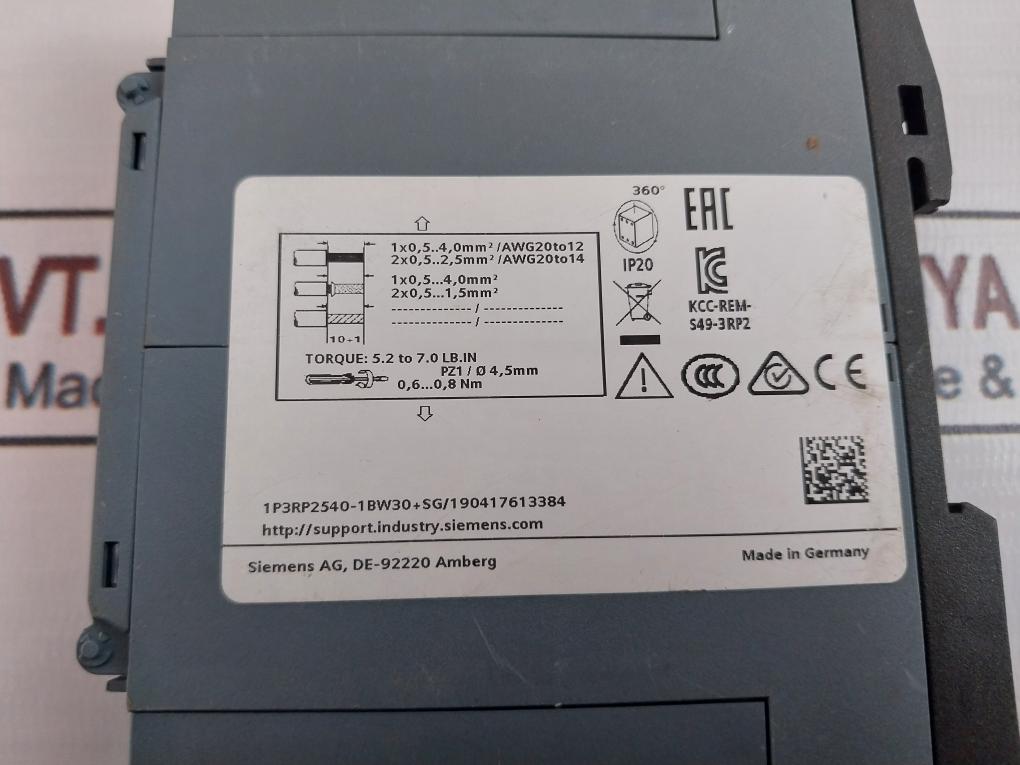 360°
EAC
1x0,5..4,0mm²/AWG20to12
2x0,5..2,5mm²/AWG20to14
1x0,5...4,0mm²
2x0,5...1,5mm²
-------------- / ---------------
-------------- / ---------------
10+1
TORQUE: 5.2 to 7.0 LB.IN
PZ1 / Ø 4,5mm
0,6...0,8 Nm
IP20
KCC-REM-
S49-3RP2
CCC
CE
1P3RP2540-1BW30+SG/190417613384
http://support.industry.siemens.com
Siemens AG, DE-92220 Amberg
Made in Germany
VT.
YA
Mac
e &